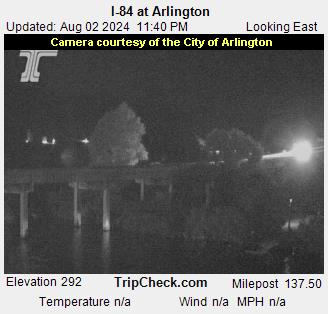 I-84 at Arlington
Updated: Aug 02 2024 11:40 PM Looking East
Camera courtesy of the City of Arlington
Elevation 292 TripCheck.com Milepost 137.50
Temperature n/a Wind n/a MPH n/a